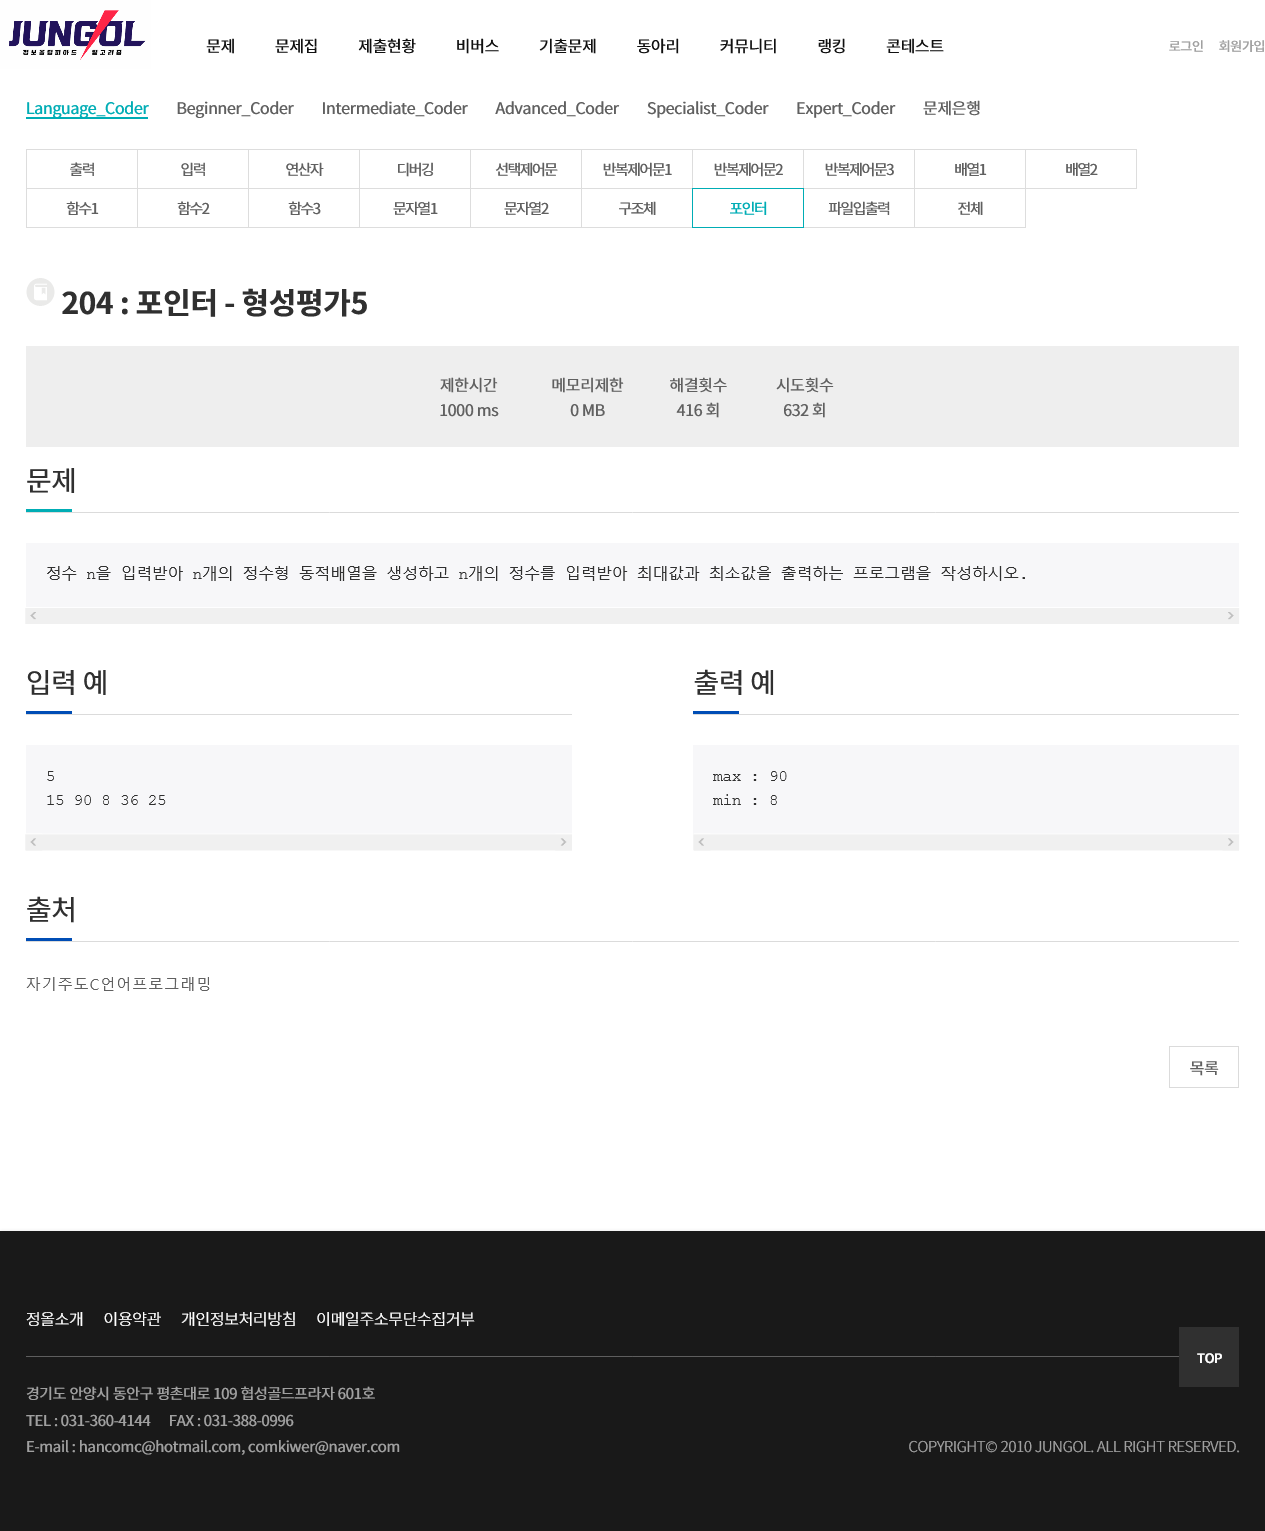 JUNGOL
정보올림피아드 알고리즘
문제 문제집 제출현황 비버스 기출문제 동아리 커뮤니티 랭킹 콘테스트 로그인 회원가입
Language_Coder Beginner_Coder Intermediate_Coder Advanced_Coder Specialist_Coder Expert_Coder 문제은행
출력 입력 연산자 디버깅 선택제어문 반복제어문1 반복제어문2 반복제어문3 배열1 배열2
함수1 함수2 함수3 문자열1 문자열2 구조체 포인터 파일입출력 전체
204 : 포인터 - 형성평가5
제한시간 메모리제한 해결횟수 시도횟수
1000 ms 0 MB 416 회 632 회
문제
정수 n을 입력받아 n개의 정수형 동적배열을 생성하고 n개의 정수를 입력받아 최대값과 최소값을 출력하는 프로그램을 작성하시오.
입력 예
5
15 90 8 36 25
출력 예
max : 90
min : 8
출처
자기주도C언어프로그래밍
목록
정올소개 이용약관 개인정보처리방침 이메일주소무단수집거부
TOP
경기도 안양시 동안구 평촌대로 109 협성골드프라자 601호
TEL : 031-360-4144 FAX : 031-388-0996
E-mail : hancomc@hotmail.com, comkiwer@naver.com
COPYRIGHT© 2010 JUNGOL. ALL RIGHT RESERVED.